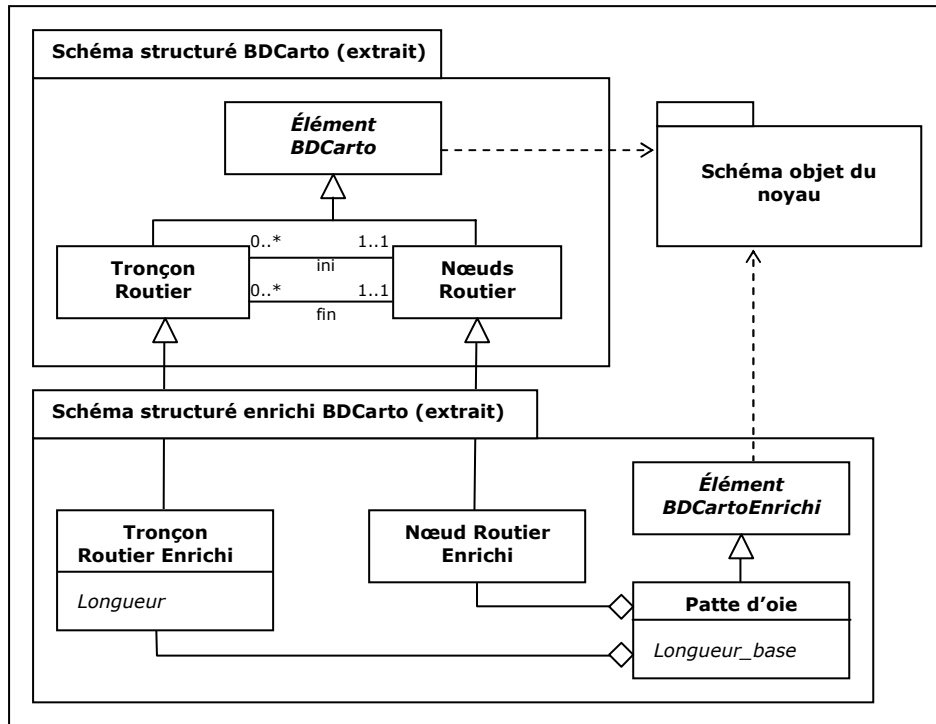 Schéma structuré BDCarto (extrait)
Élément
BDCarto
Schéma objet du
noyau
0..* 1..1
ini
Tronçon
Routier
Nœuds
Routier
0..* 1..1
fin
Schéma structuré enrichi BDCarto (extrait)
Élément
BDCartoEnrichi
Tronçon
Routier Enrichi
Longueur
Nœud Routier
Enrichi
Patte d’oie
Longueur_base